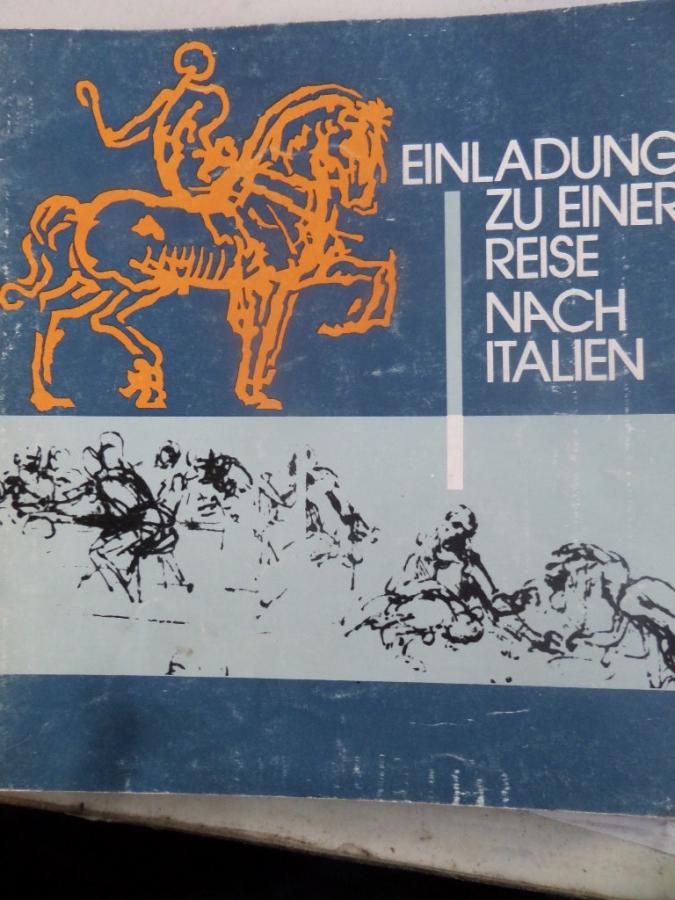 EINLADUNG
ZU EINER
REISE
NACH
ITALIEN